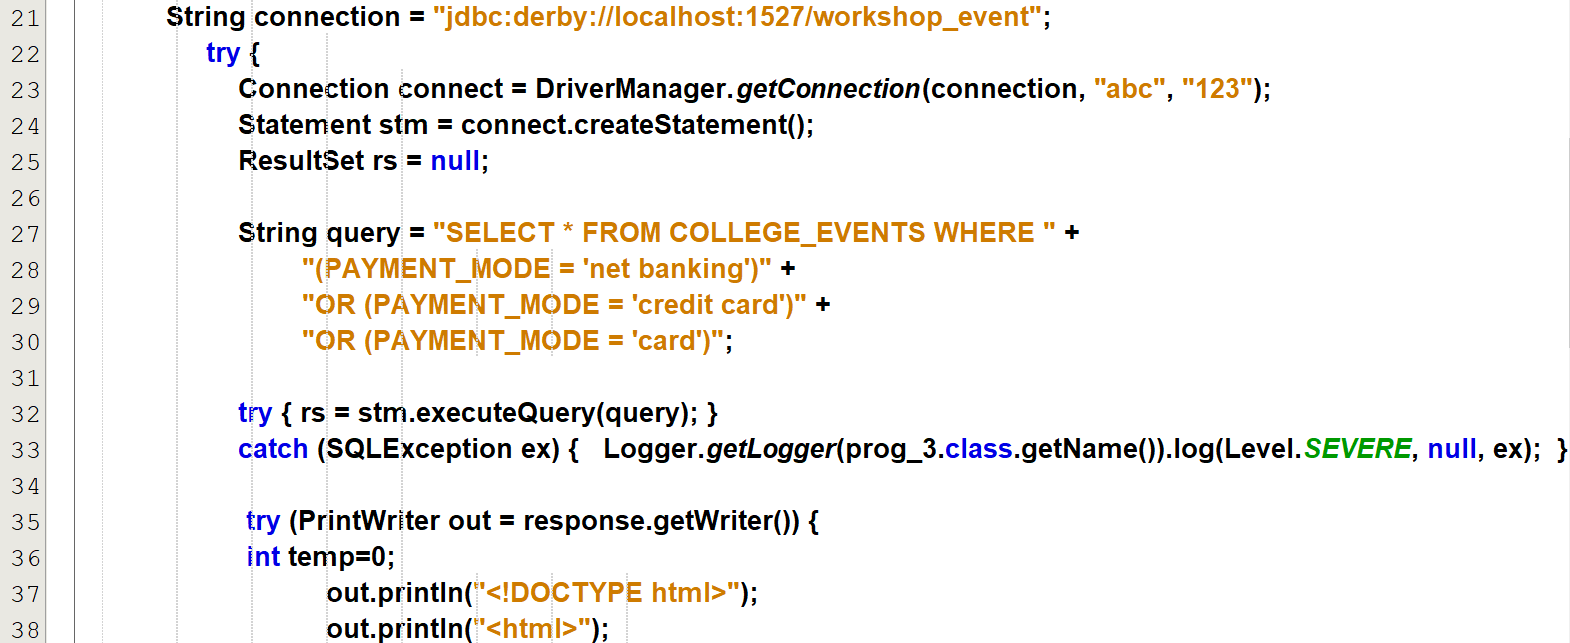 21 String connection = "jdbc:derby://localhost:1527/workshop_event";
22 try {
23 Connection connect = DriverManager.getConnection(connection, "abc", "123");
24 Statement stm = connect.createStatement();
25 ResultSet rs = null;
26
27 String query = "SELECT * FROM COLLEGE_EVENTS WHERE " +
28 "(PAYMENT_MODE = 'net banking')" +
29 "OR (PAYMENT_MODE = 'credit card')" +
30 "OR (PAYMENT_MODE = 'card')";
31
32 try { rs = stm.executeQuery(query); }
33 catch (SQLException ex) { Logger.getLogger(prog_3.class.getName()).log(Level.SEVERE, null, ex); }
34
35 try (PrintWriter out = response.getWriter()) {
36 int temp=0;
37 out.println("<!DOCTYPE html>");
38 out.println("<html>");